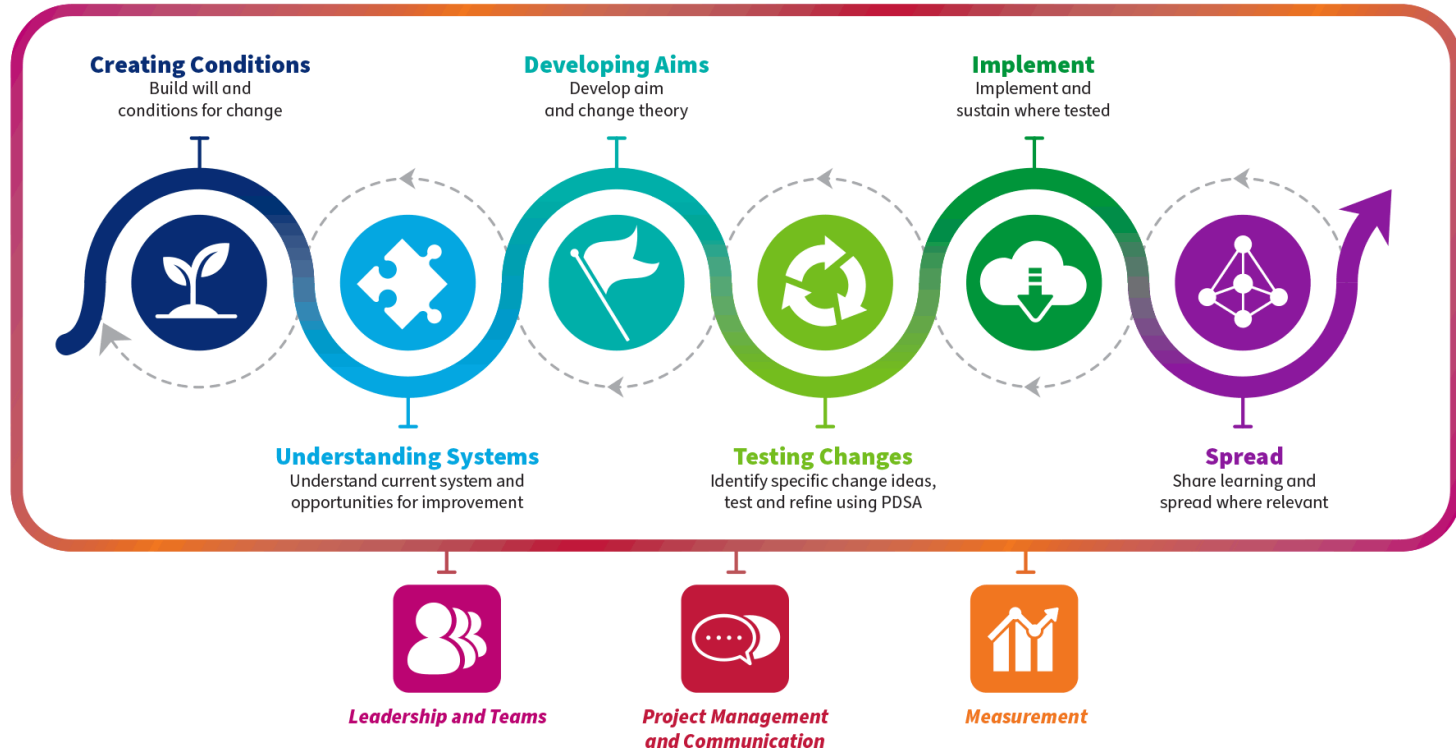 Creating Conditions
Build will and
conditions for change
Developing Aims
Develop aim
and change theory
Implement
Implement and
sustain where tested
Understanding Systems
Understand current system and
opportunities for improvement
Testing Changes
Identify specific change ideas,
test and refine using PDSA
Spread
Share learning and
spread where relevant
Leadership and Teams
Project Management
and Communication
Measurement